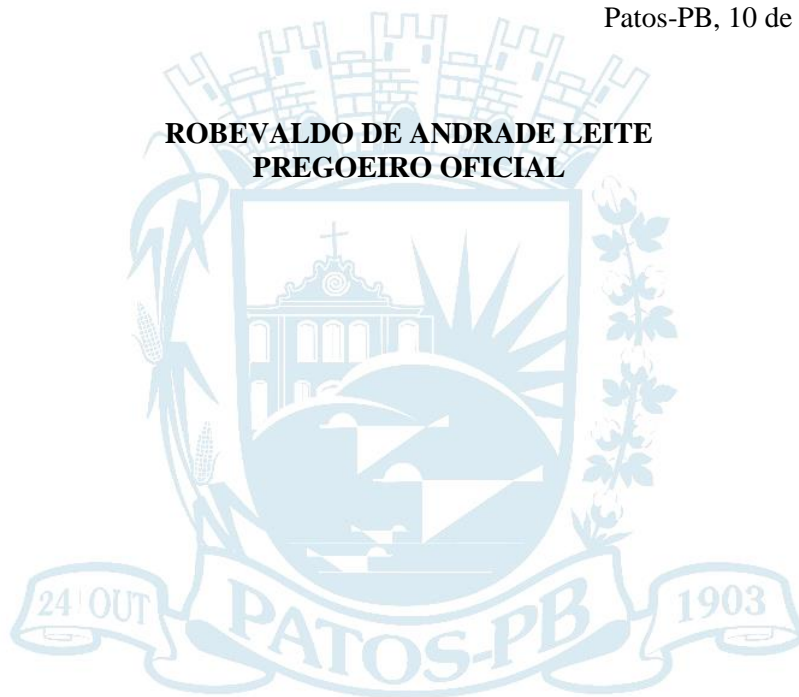 Patos-PB, 10 de
ROBEVALDO DE ANDRADE LEITE
PREGOEIRO OFICIAL
24 OUT
PATOS-PB
1903